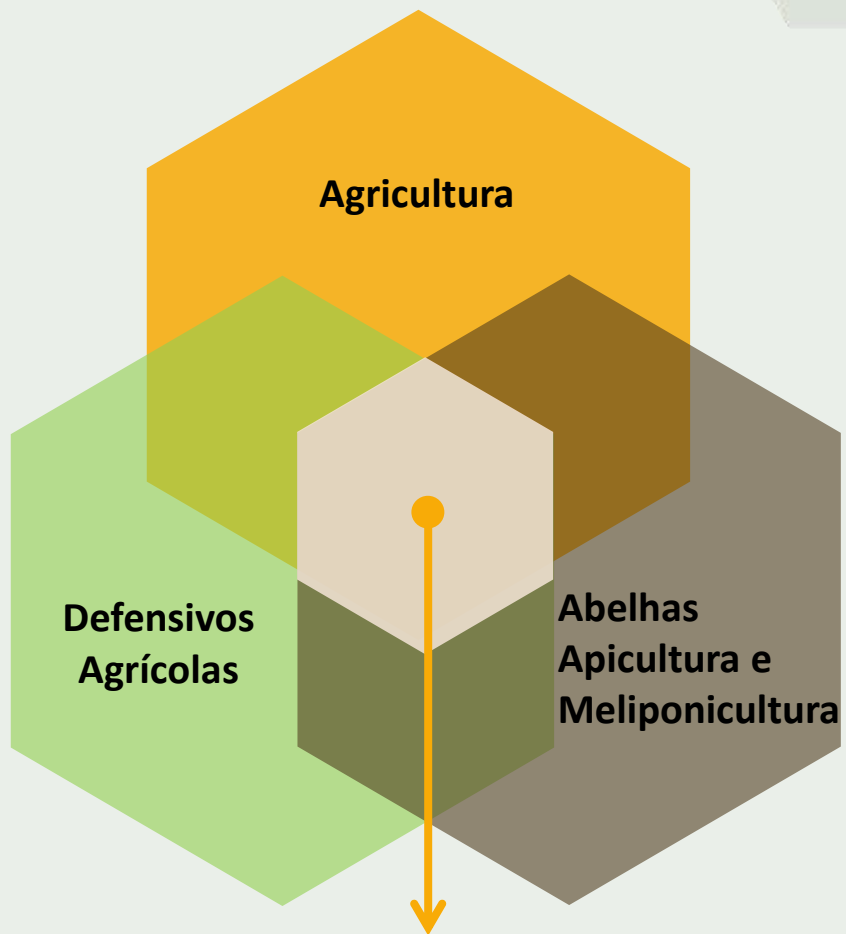 Agricultura
Defensivos
Agrícolas
Abelhas
Apicultura e
Meliponicultura